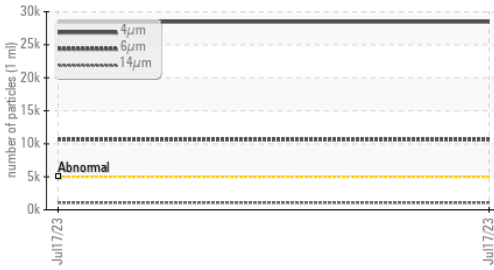 number of particles (1 ml)
30k
25k
20k
15k
10k
5k
0k
4µm
6µm
14µm
Abnormal
Jul17/23
Jul17/23